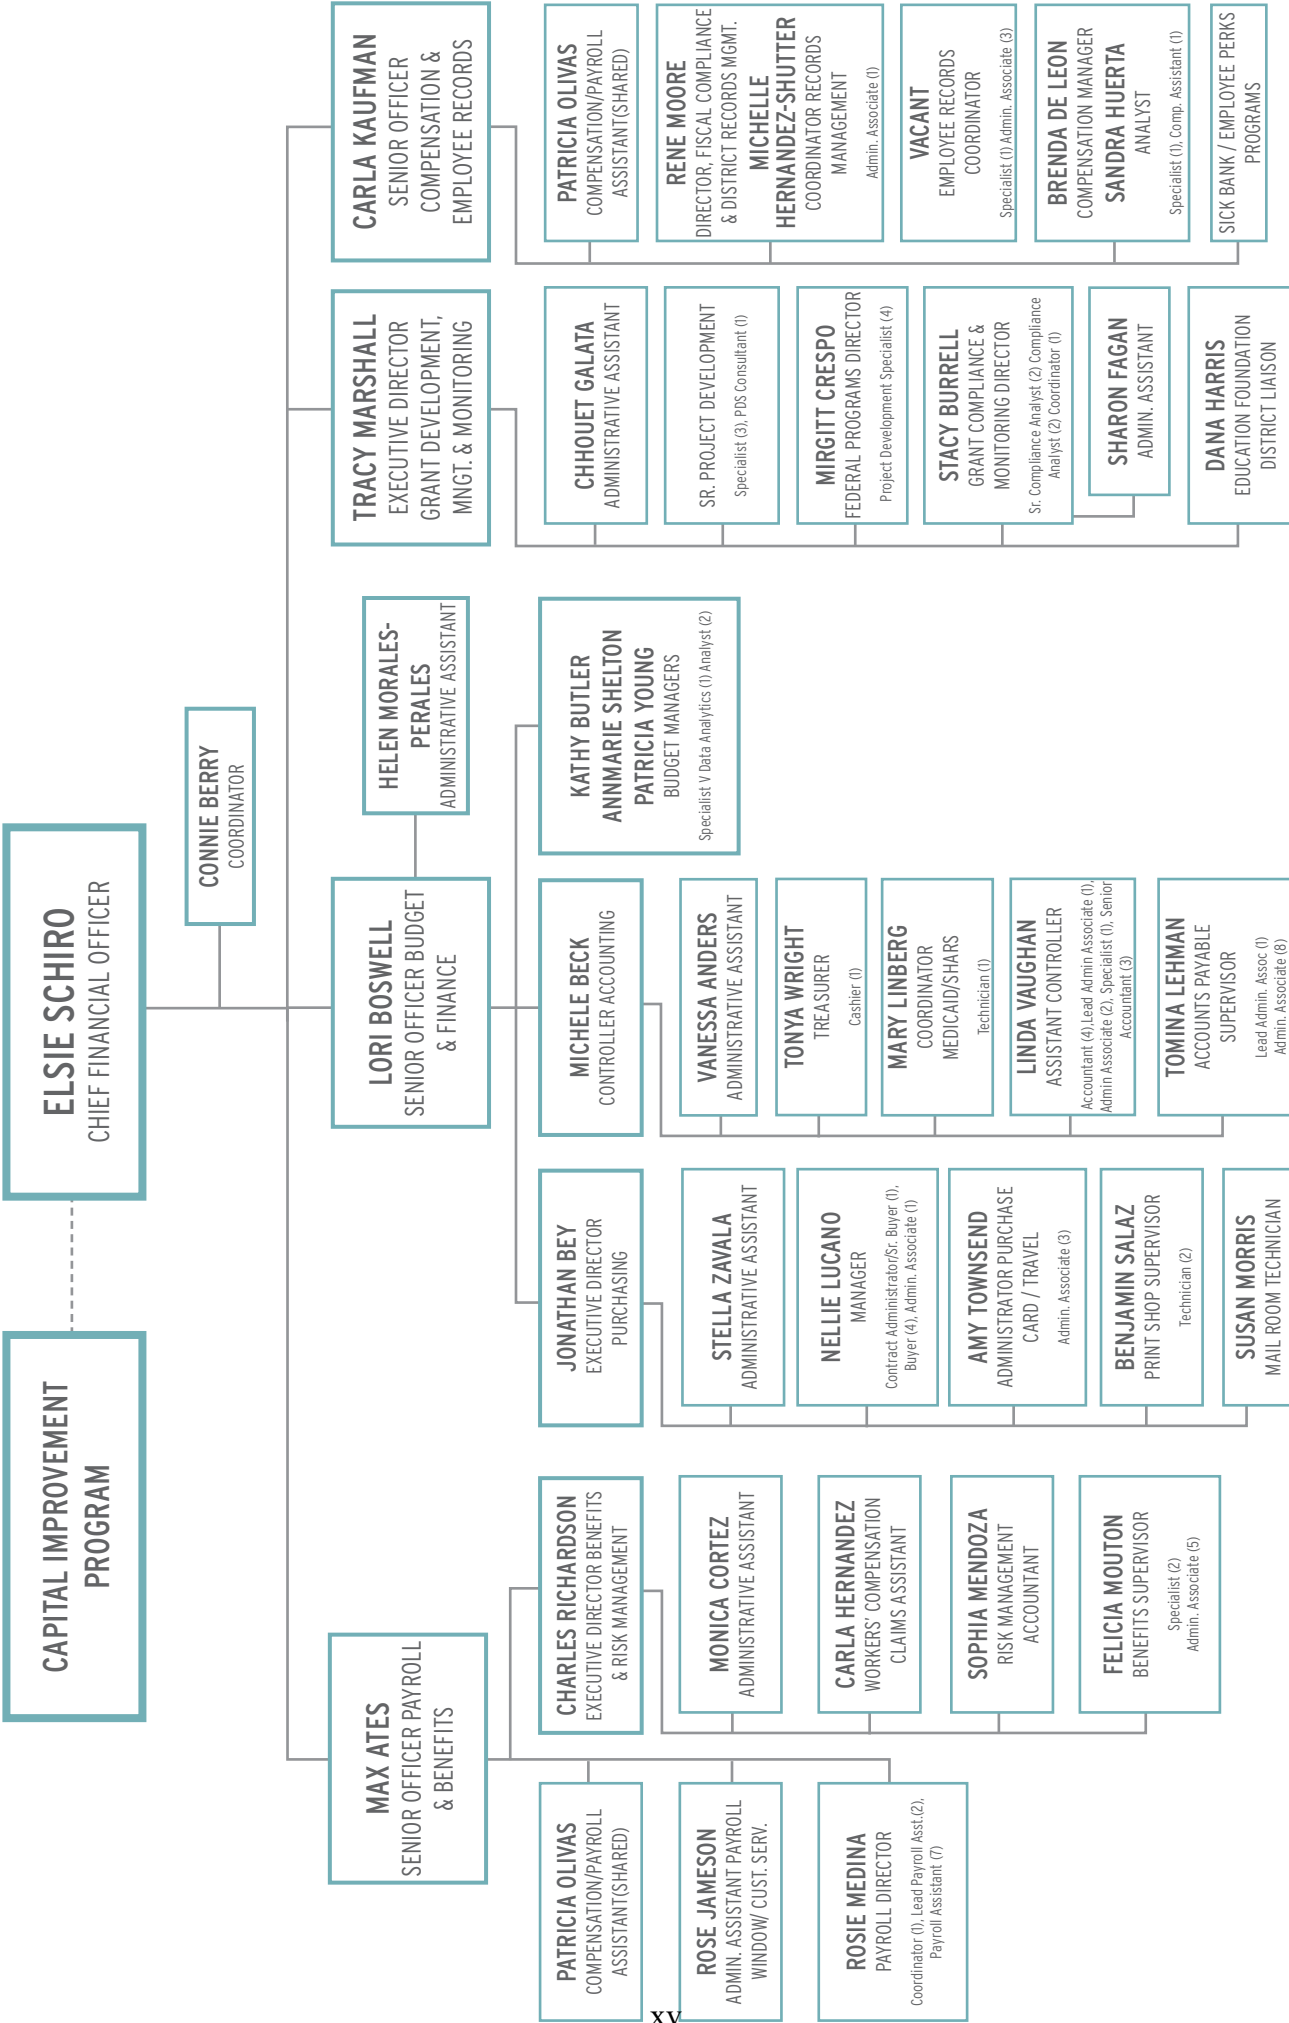 CAPITAL IMPROVEMENT
PROGRAM
ELSIE SCHIRO
CHIEF FINANCIAL OFFICER
CONNIE BERRY
COORDINATOR
MAX ATES
SENIOR OFFICER PAYROLL
& BENEFITS
LORI BOSWELL
SENIOR OFFICER BUDGET
& FINANCE
HELEN MORALES-
PERALES
ADMINISTRATIVE ASSISTANT
TRACY MARSHALL
EXECUTIVE DIRECTOR
GRANT DEVELOPMENT,
MNGT. & MONITORING
CARLA KAUFMAN
SENIOR OFFICER
COMPENSATION &
EMPLOYEE RECORDS
PATRICIA OLIVAS
COMPENSATION/PAYROLL
ASSISTANT(SHARED)
ROSE JAMESON
ADMIN. ASSISTANT PAYROLL
WINDOW/ CUST. SERV.
ROSIE MEDINA
PAYROLL DIRECTOR
Coordinator (1), Lead Payroll Asst.(2),
Payroll Assistant (7)
CHARLES RICHARDSON
EXECUTIVE DIRECTOR BENEFITS
& RISK MANAGEMENT
MONICA CORTEZ
ADMINISTRATIVE ASSISTANT
CARLA HERNANDEZ
WORKERS' COMPENSATION
CLAIMS ASSISTANT
SOPHIA MENDOZA
RISK MANAGEMENT
ACCOUNTANT
FELICIA MOUTON
BENEFITS SUPERVISOR
Specialist (2)
Admin. Associate (5)
JONATHAN BEY
EXECUTIVE DIRECTOR
PURCHASING
STELLA ZAVALA
ADMINISTRATIVE ASSISTANT
NELLIE LUCANO
MANAGER
Contract Administrator/Sr. Buyer (1),
Buyer (4), Admin. Associate (1)
AMY TOWNSEND
ADMINISTRATOR PURCHASE
CARD / TRAVEL
Admin. Associate (3)
BENJAMIN SALAZ
PRINT SHOP SUPERVISOR
Technician (2)
SUSAN MORRIS
MAIL ROOM TECHNICIAN
MICHELE BECK
CONTROLLER ACCOUNTING
VANESSA ANDERS
ADMINISTRATIVE ASSISTANT
TONYA WRIGHT
TREASURER
Cashier (1)
MARY LINBERG
COORDINATOR
MEDICAID/SHARS
Technician (1)
LINDA VAUGHAN
ASSISTANT CONTROLLER
Accountant (4),Lead Admin Associate (1),
Admin Associate (2), Specialist (1), Senior
Accountant (3)
TOMINA LEHMAN
ACCOUNTS PAYABLE
SUPERVISOR
Lead Admin. Assoc (1)
Admin. Associate (8)
KATHY BUTLER
ANNMARIE SHELTON
PATRICIA YOUNG
BUDGET MANAGERS
Specialist V Data Analytics (1) Analyst (2)
CHHOUET GALATA
ADMINISTRATIVE ASSISTANT
SR. PROJECT DEVELOPMENT
Specialist (3), PDS Consultant (1)
MIRGITT CRESPO
FEDERAL PROGRAMS DIRECTOR
Project Development Specialist (4)
STACY BURRELL
GRANT COMPLIANCE &
MONITORING DIRECTOR
Sr. Compliance Analyst (2) Compliance
Analyst (2) Coordinator (1)
SHARON FAGAN
ADMIN. ASSISTANT
DANA HARRIS
EDUCATION FOUNDATION
DISTRICT LIAISON
PATRICIA OLIVAS
COMPENSATION/PAYROLL
ASSISTANT(SHARED)
RENE MOORE
DIRECTOR, FISCAL COMPLIANCE
& DISTRICT RECORDS MGMT.
MICHELLE
HERNANDEZ-SHUTTER
COORDINATOR RECORDS
MANAGEMENT
Admin. Associate (1)
VACANT
EMPLOYEE RECORDS
COORDINATOR
Specialist (1) Admin. Associate (3)
BRENDA DE LEON
COMPENSATION MANAGER
SANDRA HUERTA
ANALYST
Specialist (1), Comp. Assistant (1)
SICK BANK / EMPLOYEE PERKS
PROGRAMS
xv